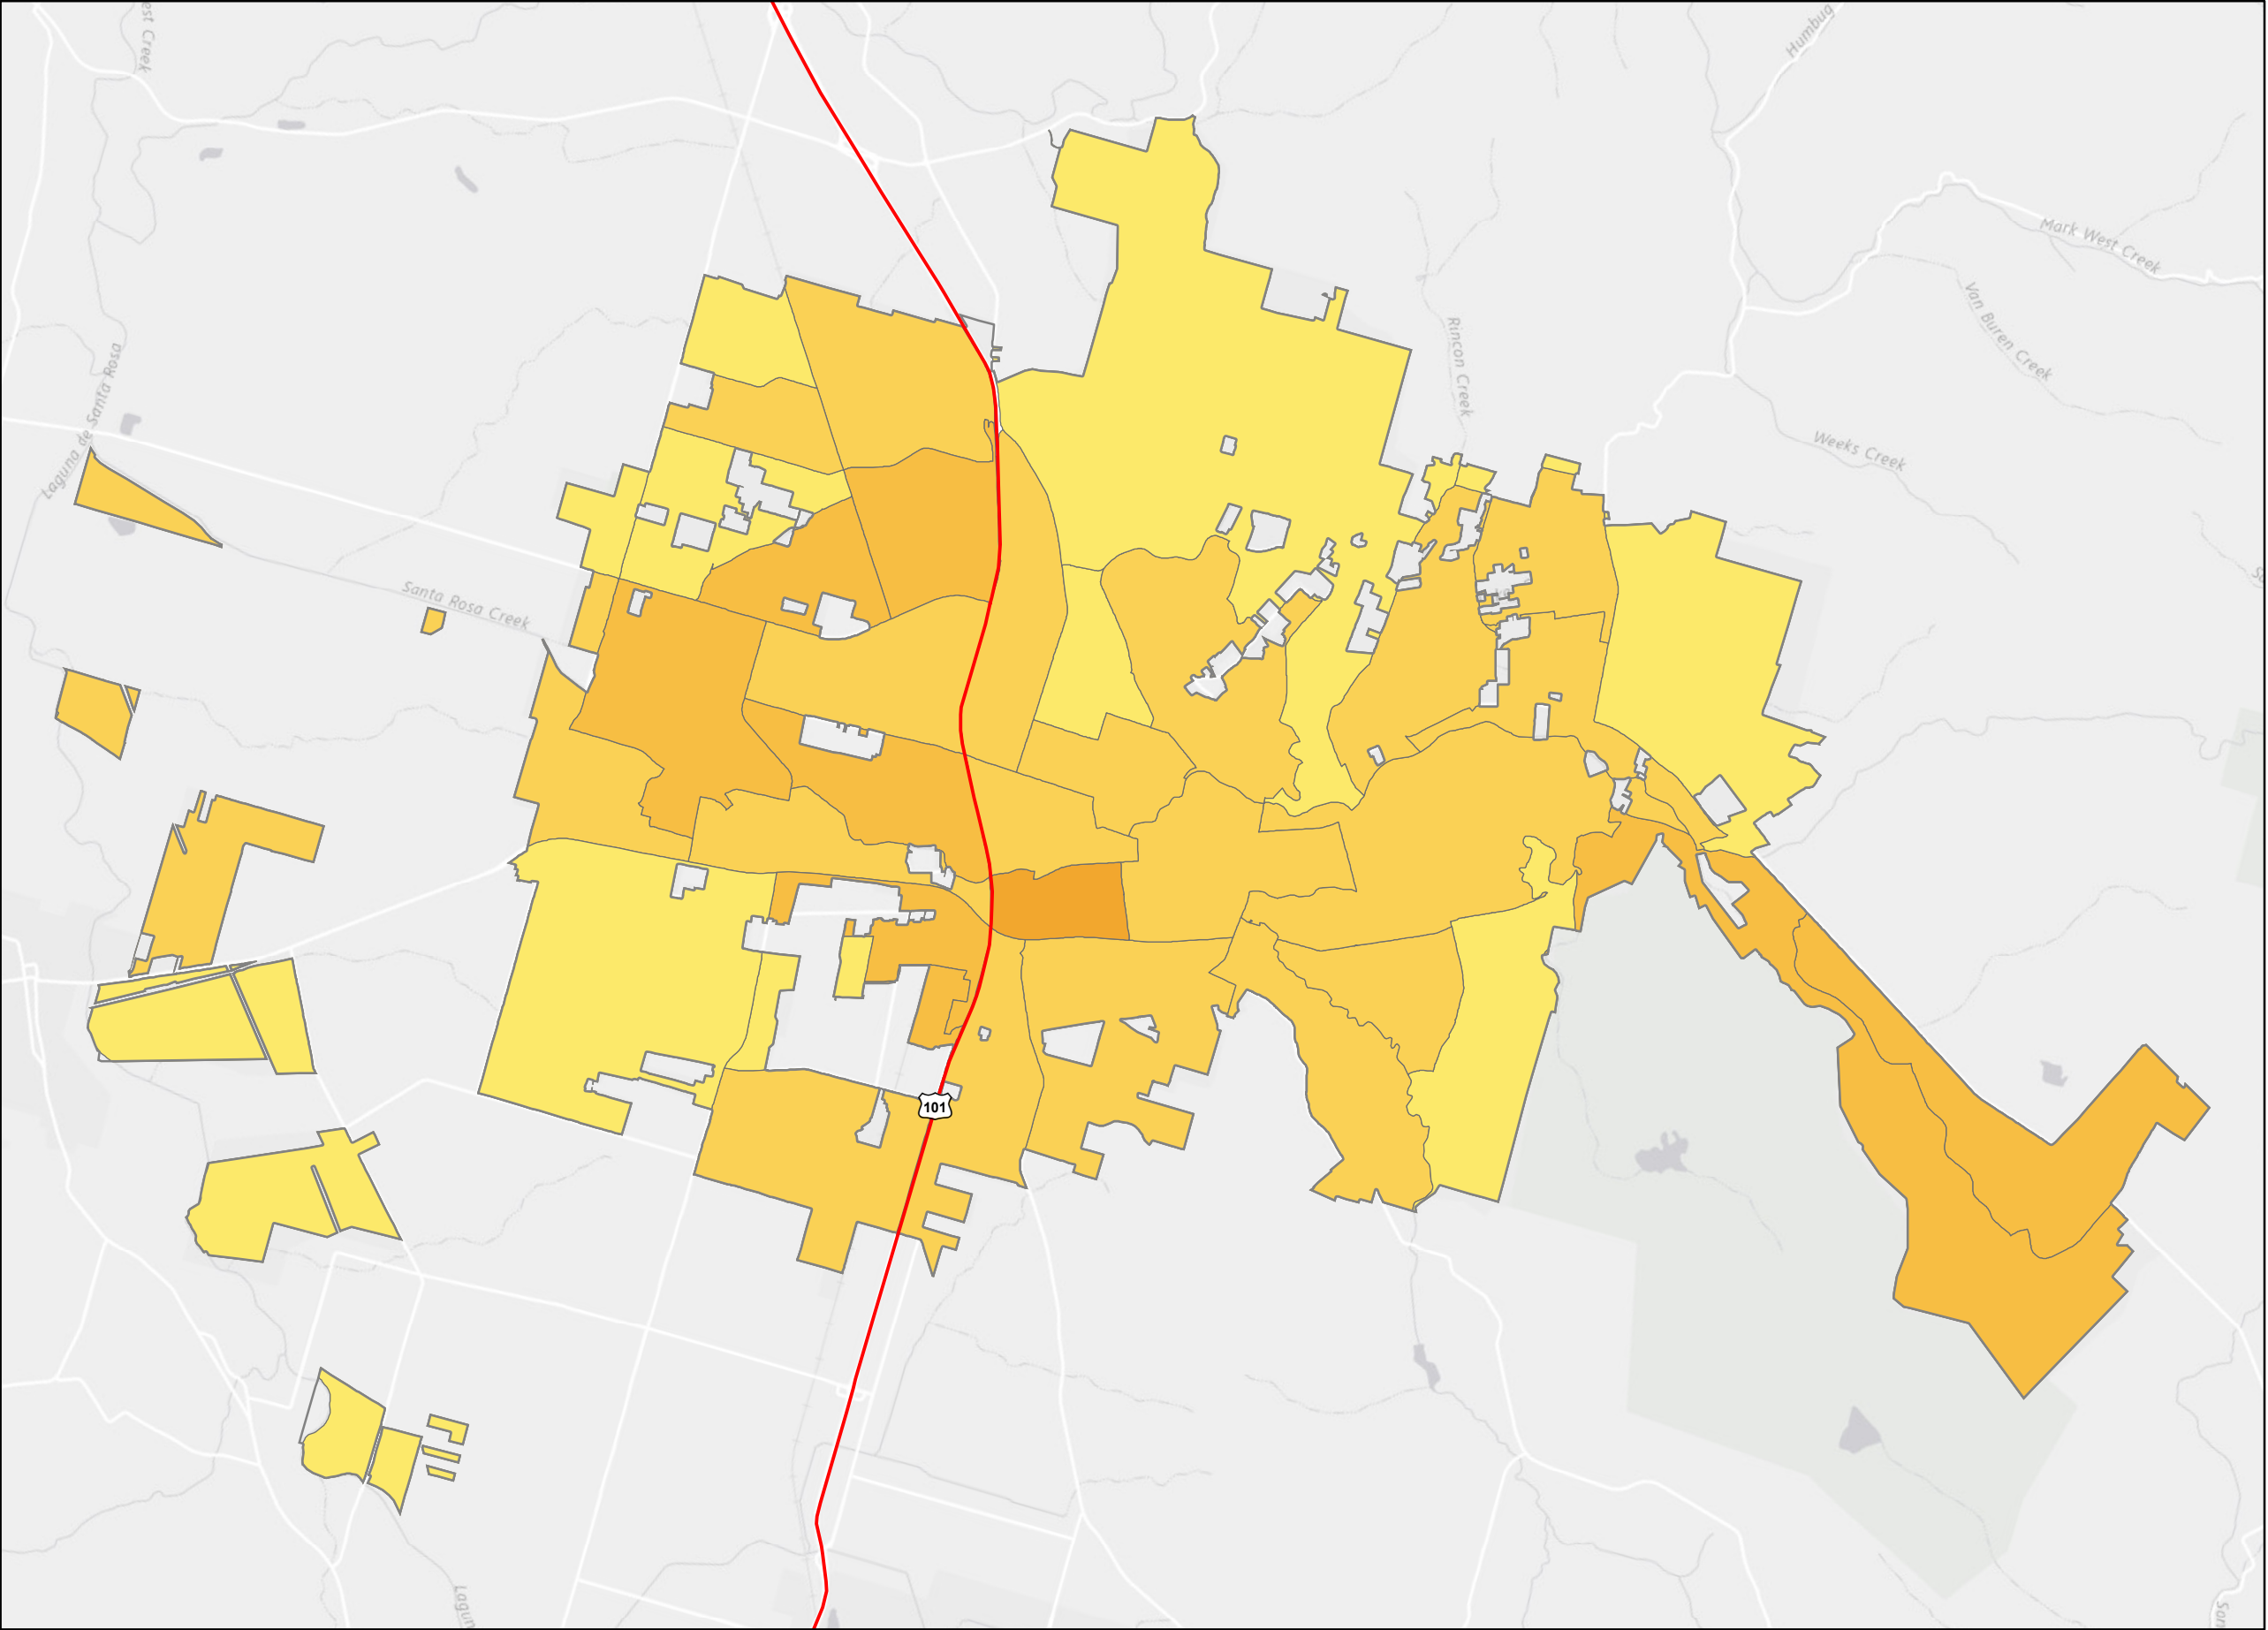 est Creek
Humbug
Mark West Creek
Van Buren Creek
Rincon Creek
Laguna de Santa Rosa
Weeks Creek
Santa Rosa Creek
101
Lagun